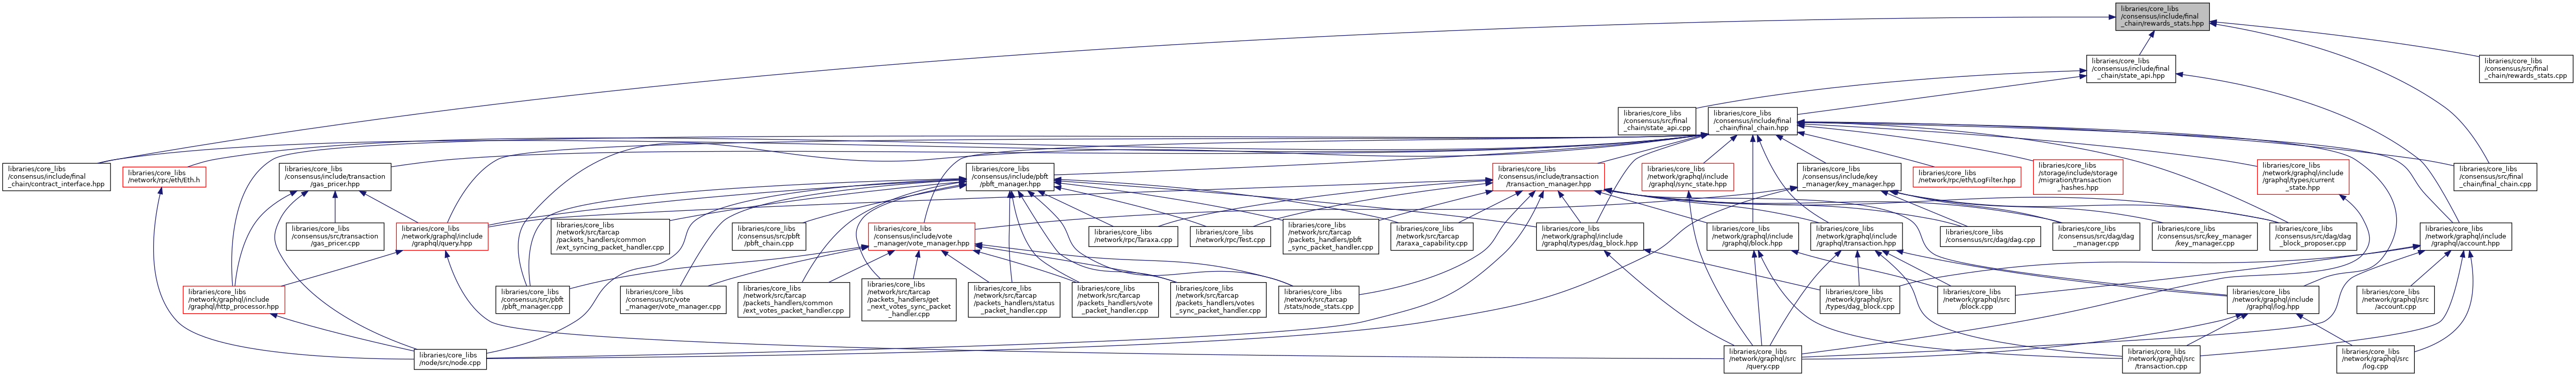 libraries/core_libs
/consensus/include/final
_chain/rewards_stats.hpp
libraries/core_libs
/consensus/include/final
_chain/state_api.hpp
libraries/core_libs
/consensus/src/final
_chain/rewards_stats.cpp
libraries/core_libs
/consensus/src/final
_chain/state_api.cpp
libraries/core_libs
/consensus/include/final
_chain/final_chain.hpp
libraries/core_libs
/consensus/include/final
_chain/contract_interface.hpp
libraries/core_libs
/network/rpc/eth/Eth.h
libraries/core_libs
/consensus/include/transaction
/gas_pricer.hpp
libraries/core_libs
/consensus/include/pbft
/pbft_manager.hpp
libraries/core_libs
/consensus/include/transaction
/transaction_manager.hpp
libraries/core_libs
/network/graphql/include
/graphql/sync_state.hpp
libraries/core_libs
/consensus/include/key
_manager/key_manager.hpp
libraries/core_libs
/network/rpc/eth/LogFilter.hpp
libraries/core_libs
/storage/include/storage
/migration/transaction
_hashes.hpp
libraries/core_libs
/network/graphql/include
/graphql/types/current
_state.hpp
libraries/core_libs
/consensus/src/final
_chain/final_chain.cpp
libraries/core_libs
/consensus/src/transaction
/gas_pricer.cpp
libraries/core_libs
/network/graphql/include
/graphql/query.hpp
libraries/core_libs
/network/src/tarcap
/packets_handlers/common
/ext_syncing_packet_handler.cpp
libraries/core_libs
/consensus/src/pbft
/pbft_chain.cpp
libraries/core_libs
/consensus/include/vote
_manager/vote_manager.hpp
libraries/core_libs
/network/rpc/Taraxa.cpp
libraries/core_libs
/network/rpc/Test.cpp
libraries/core_libs
/network/src/tarcap
/packets_handlers/pbft
_sync_packet_handler.cpp
libraries/core_libs
/network/src/tarcap
/taraxa_capability.cpp
libraries/core_libs
/network/graphql/include
/graphql/types/dag_block.hpp
libraries/core_libs
/network/graphql/include
/graphql/block.hpp
libraries/core_libs
/network/graphql/include
/graphql/transaction.hpp
libraries/core_libs
/consensus/src/dag/dag.cpp
libraries/core_libs
/consensus/src/dag/dag
_manager.cpp
libraries/core_libs
/consensus/src/key_manager
/key_manager.cpp
libraries/core_libs
/consensus/src/dag/dag
_block_proposer.cpp
libraries/core_libs
/network/graphql/include
/graphql/account.hpp
libraries/core_libs
/network/graphql/include
/graphql/http_processor.hpp
libraries/core_libs
/consensus/src/pbft
/pbft_manager.cpp
libraries/core_libs
/consensus/src/vote
_manager/vote_manager.cpp
libraries/core_libs
/network/src/tarcap
/packets_handlers/common
/ext_votes_packet_handler.cpp
libraries/core_libs
/network/src/tarcap
/packets_handlers/get
_next_votes_sync_packet
_handler.cpp
libraries/core_libs
/network/src/tarcap
/packets_handlers/status
_packet_handler.cpp
libraries/core_libs
/network/src/tarcap
/packets_handlers/vote
_packet_handler.cpp
libraries/core_libs
/network/src/tarcap
/packets_handlers/votes
_sync_packet_handler.cpp
libraries/core_libs
/network/src/tarcap
/stats/node_stats.cpp
libraries/core_libs
/network/graphql/src
/types/dag_block.cpp
libraries/core_libs
/network/graphql/src
/block.cpp
libraries/core_libs
/network/graphql/include
/graphql/log.hpp
libraries/core_libs
/network/graphql/src
/account.cpp
libraries/core_libs
/node/src/node.cpp
libraries/core_libs
/network/graphql/src
/query.cpp
libraries/core_libs
/network/graphql/src
/transaction.cpp
libraries/core_libs
/network/graphql/src
/log.cpp